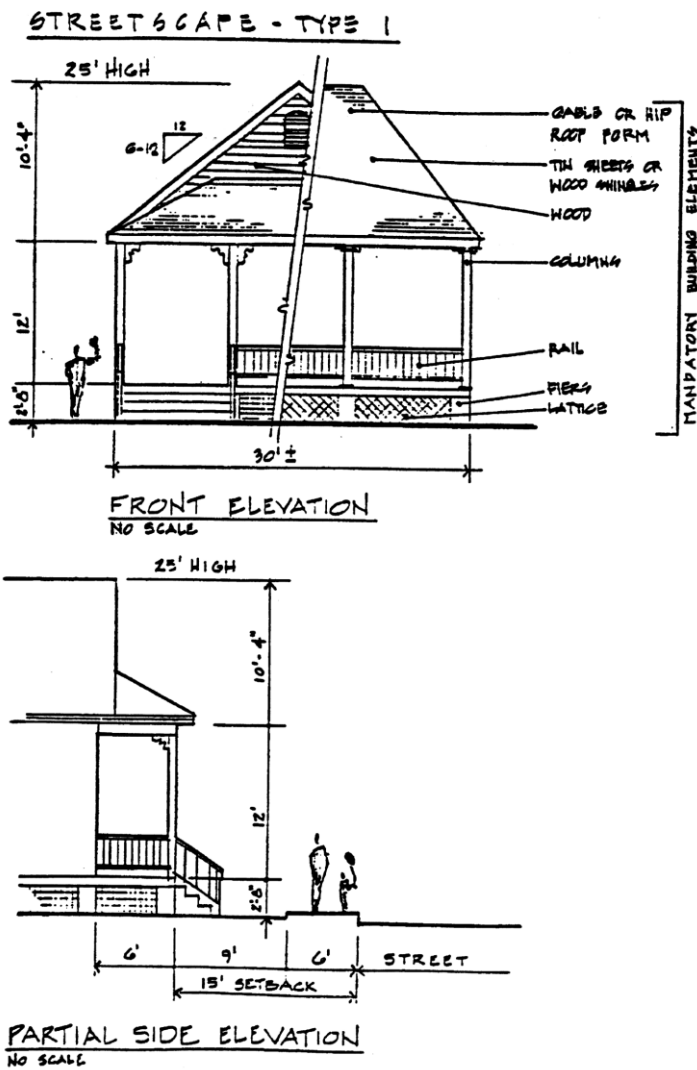 STREETSCAPE - TYPE 1
25' HIGH
12
6-12
10'-4"
12'
2'-8"
GABLE OR HIP
ROOF FORM
TIN SHEETS OR
WOOD SHINGLES
WOOD
COLUMNS
RAIL
PIERS
LATTICE
MANDATORY BUILDING ELEMENTS
30' ±
FRONT ELEVATION
NO SCALE
25' HIGH
10'-4"
12'
2'-8"
6'
9'
6'
STREET
15' SETBACK
PARTIAL SIDE ELEVATION
NO SCALE